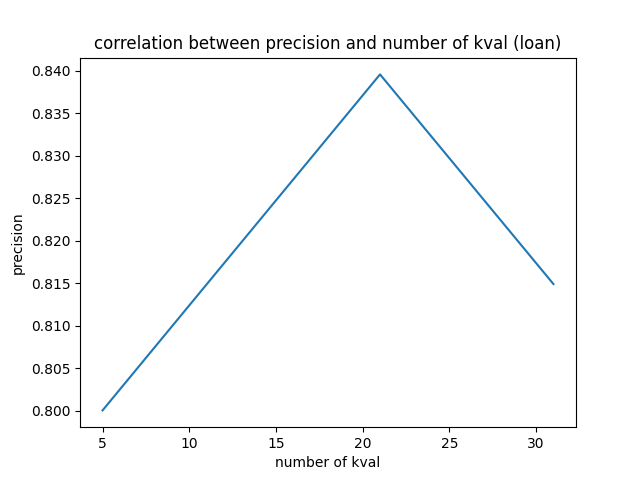 correlation between precision and number of kval (loan)
0.840
0.835
0.830
0.825
0.820
0.815
0.810
0.805
0.800
precision
5 10 15 20 25 30
number of kval